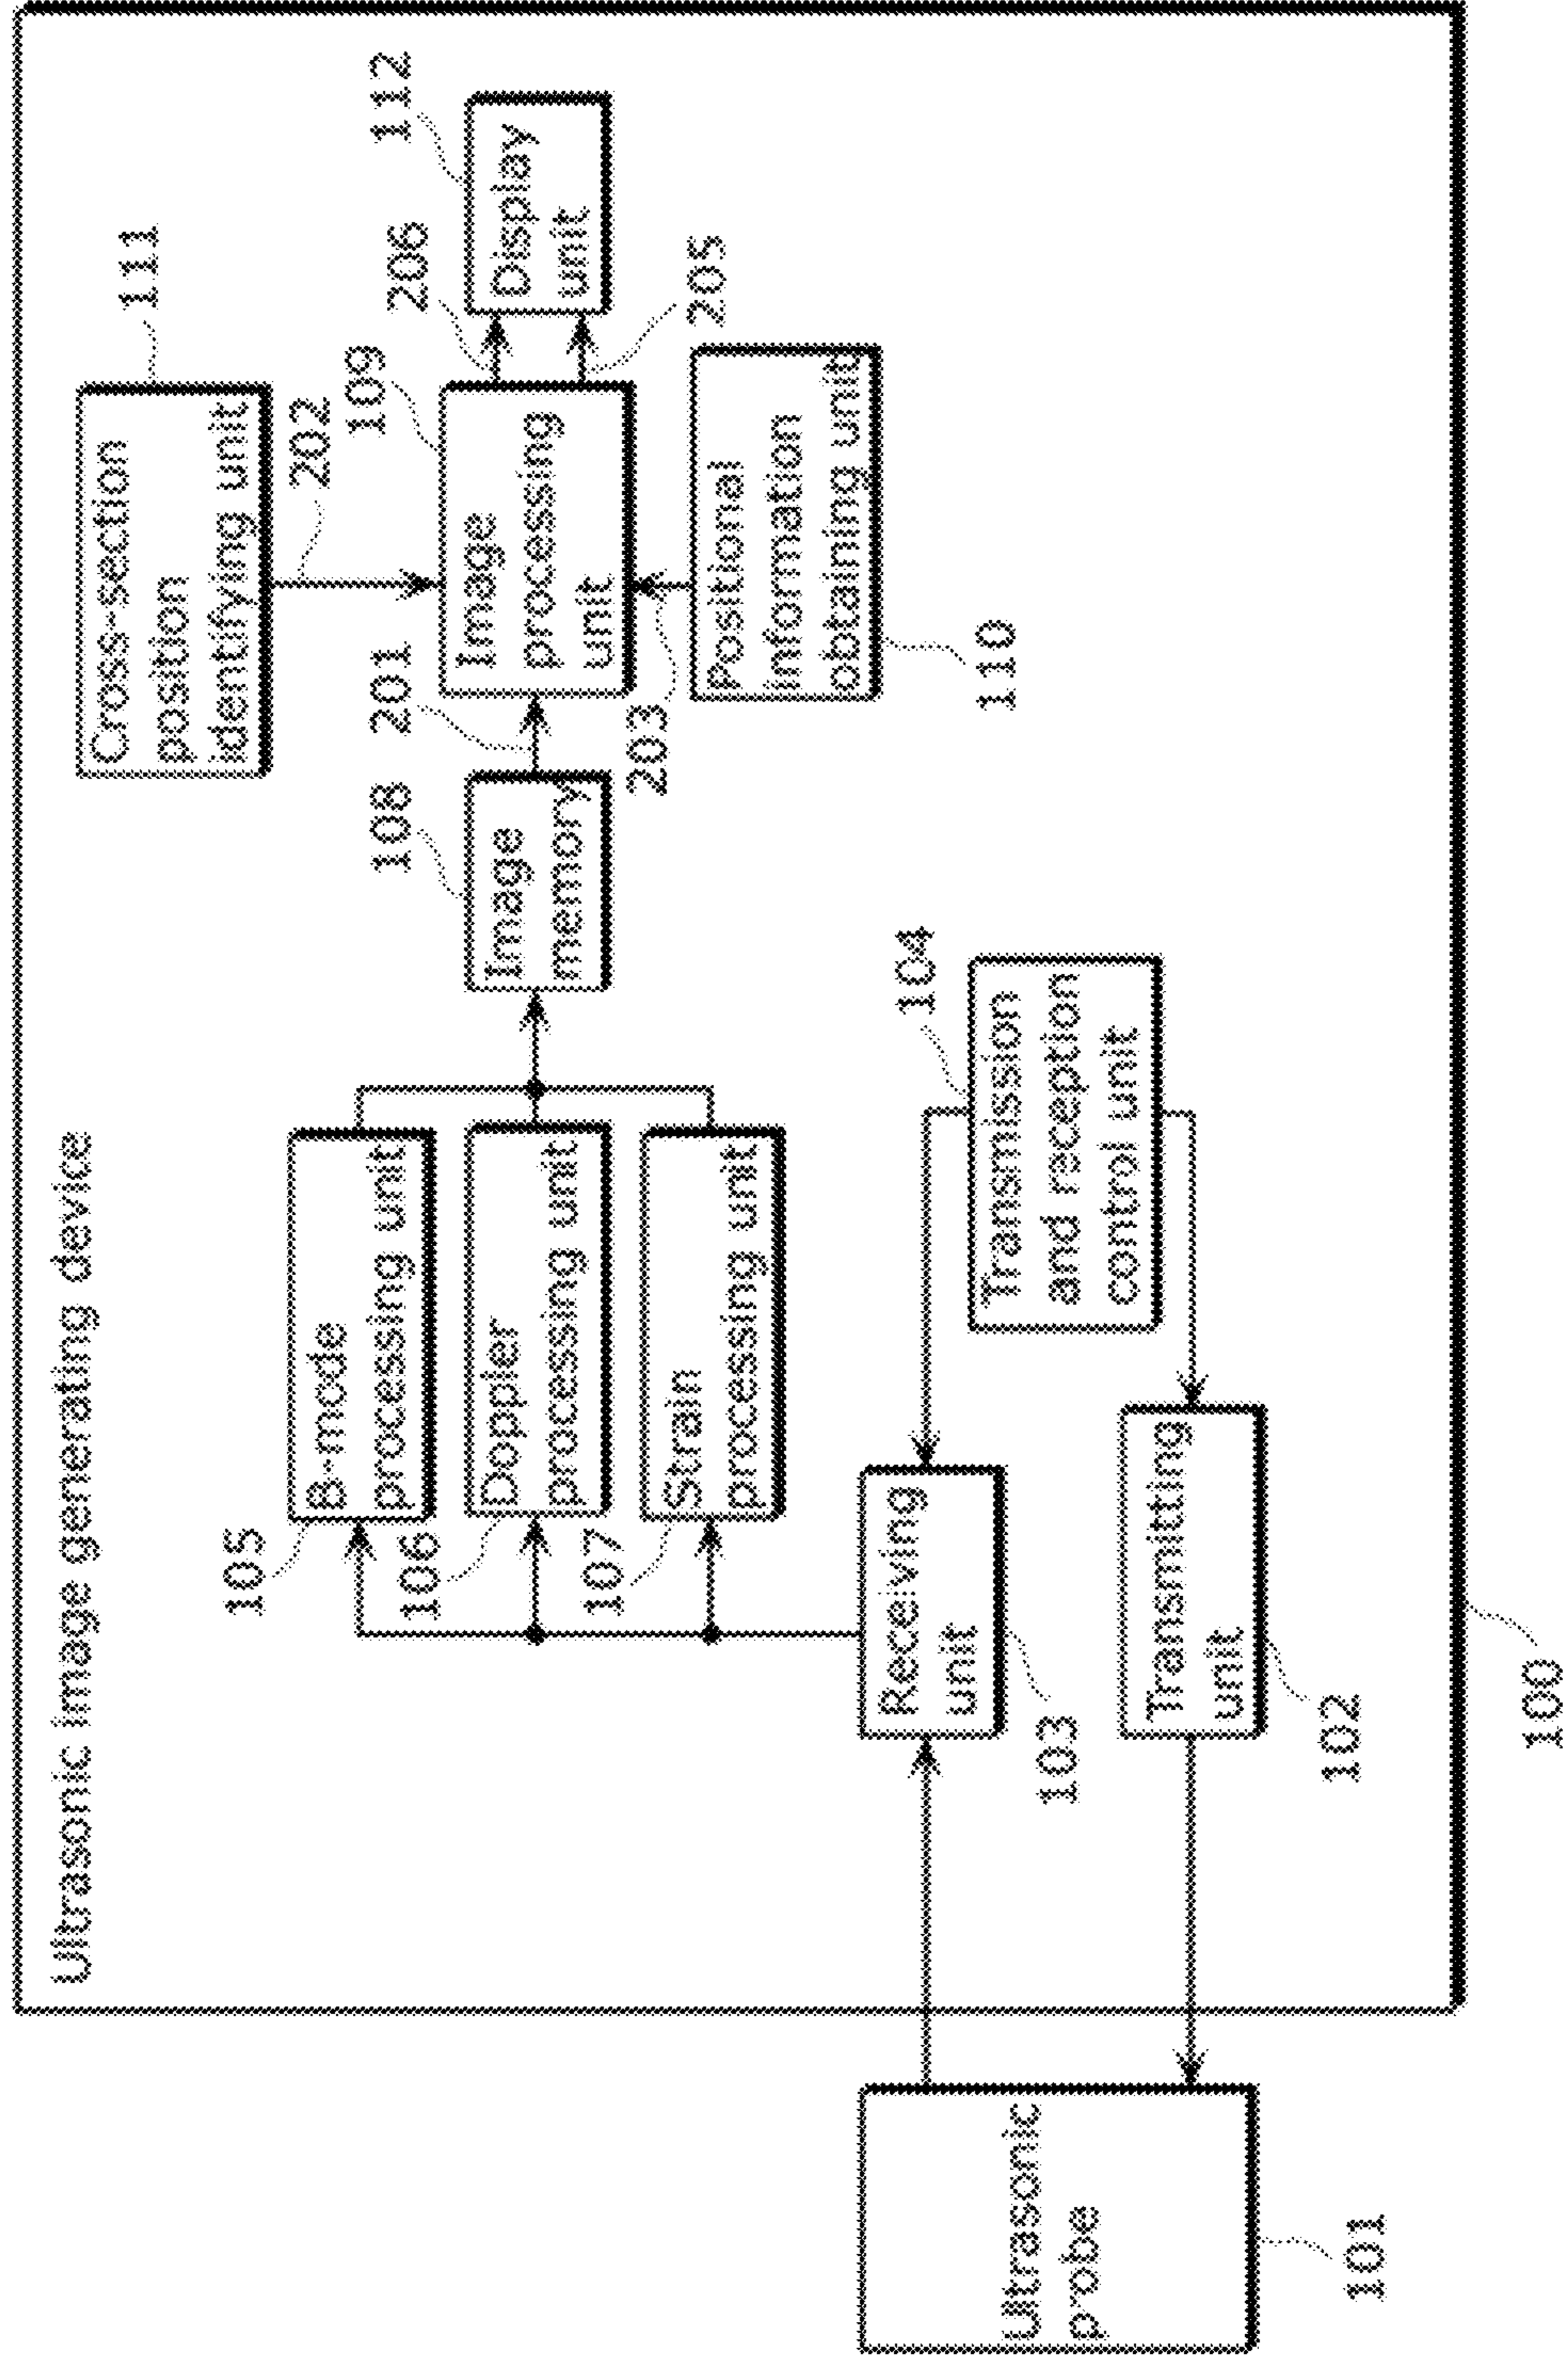 Ultrasonic image generating device
Cross-section
position
identifying unit
111
202
B-mode
processing unit
105
Doppler
processing unit
106
Strain
processing unit
107
Image
memory
108
201
Image
processing
unit
109
206
205
Display
unit
112
203
Positional
information
obtaining unit
110
Receiving
unit
103
Transmission
and reception
control unit
104
Transmitting
unit
102
Ultrasonic
probe
101
100